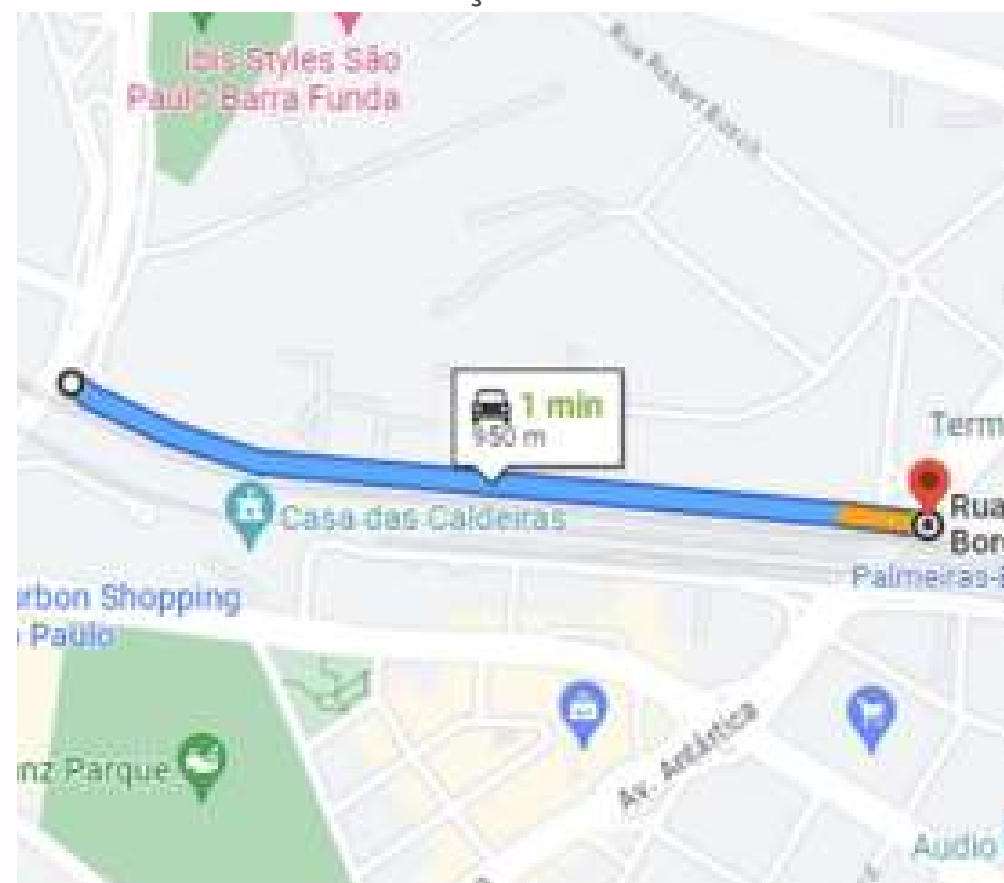 Ibis Styles São
Paulo Barra Funda
Rua Robert Bosch
1 min
950 m
Term
Rua
Bor
Casa das Caldeiras
Palmeiras-
rbon Shopping
Paulo
nz Parque
Av. Antártica
Audio